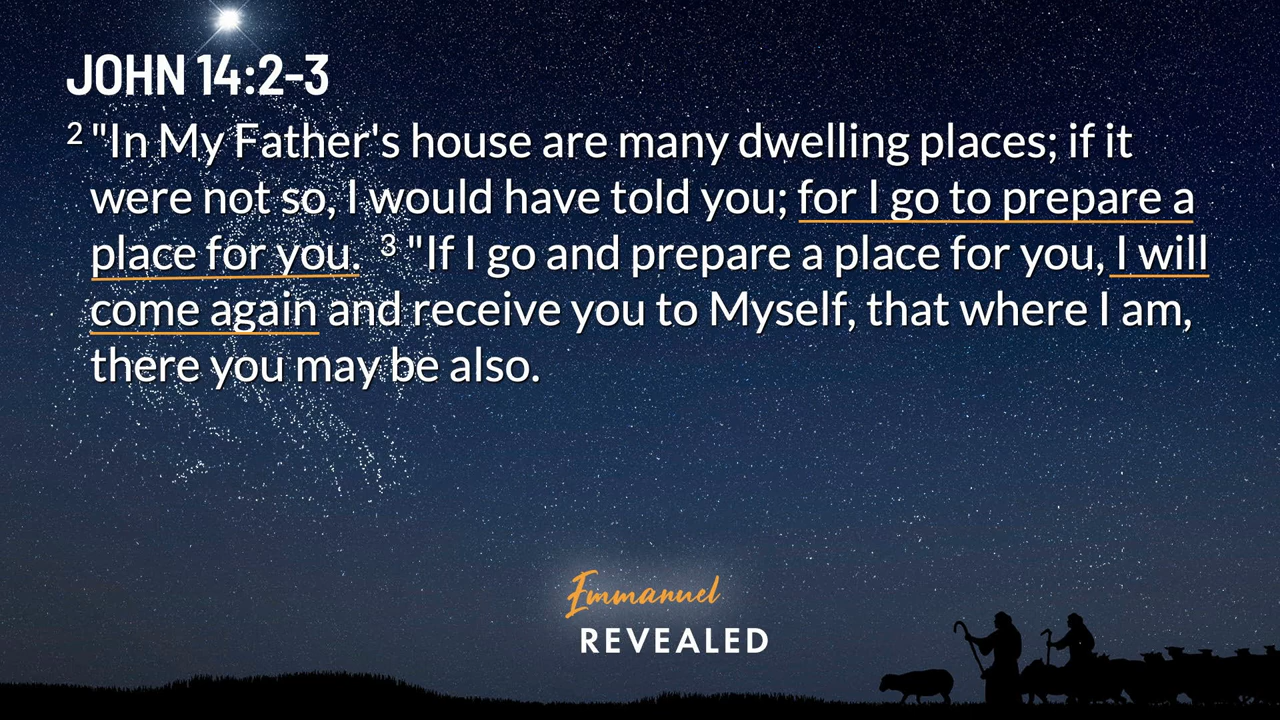 JOHN 14:2-3
2 "In My Father's house are many dwelling places; if it
were not so, I would have told you; for I go to prepare a
place for you. 3 "If I go and prepare a place for you, I will
come again and receive you to Myself, that where I am,
there you may be also.
Emmanuel
REVEALED